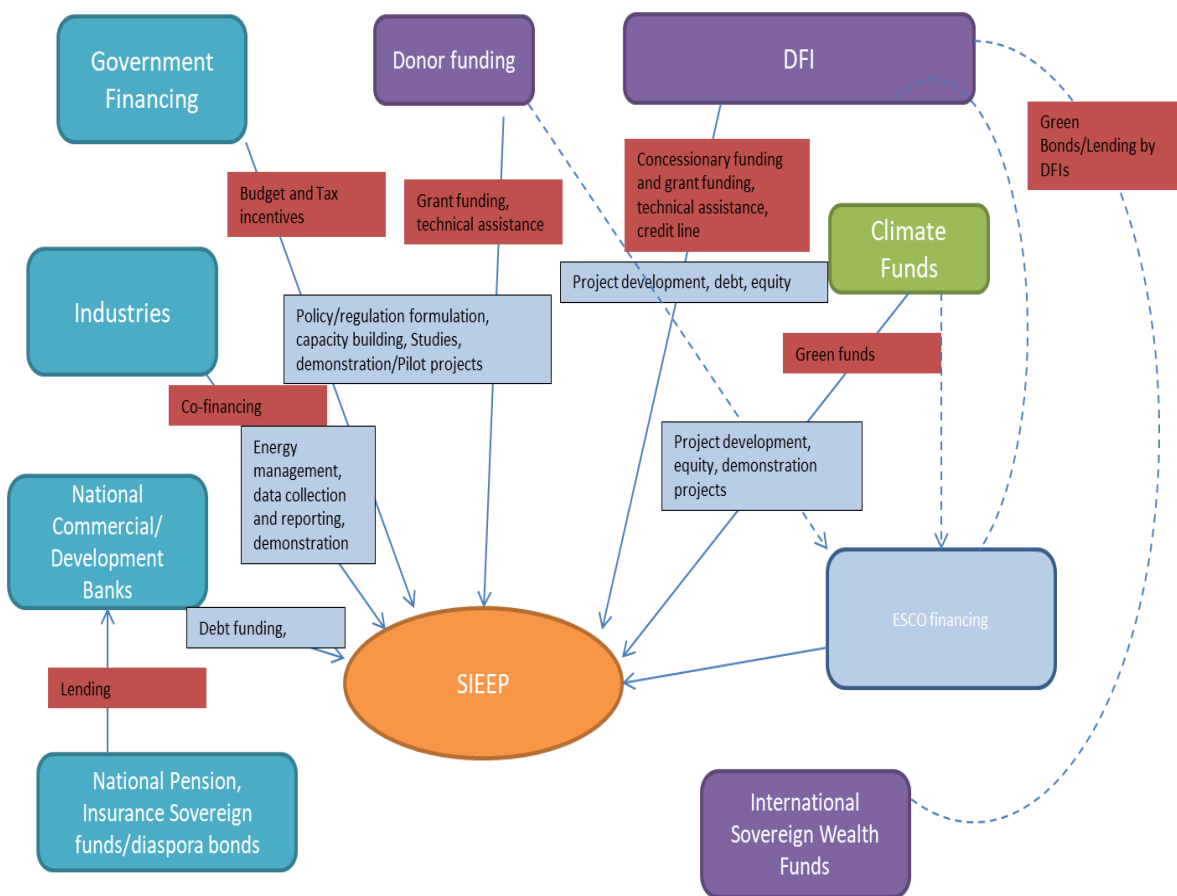 Government
Financing
Donor funding
DFI
Green
Bonds/Lending by
DFIs
Budget and Tax
incentives
Grant funding,
technical assistance
Concessionary funding
and grant funding,
technical assistance,
credit line
Climate
Funds
Industries
Project development, debt, equity
Policy/regulation formulation,
capacity building, Studies,
demonstration/Pilot projects
Green funds
Co-financing
Energy
management,
data collection
and reporting,
demonstration
Project development,
equity, demonstration
projects
National
Commercial/
Development
Banks
Debt funding,
ESCO financing
Lending
SIEEP
National Pension,
Insurance Sovereign
funds/diaspora bonds
International
Sovereign Wealth
Funds